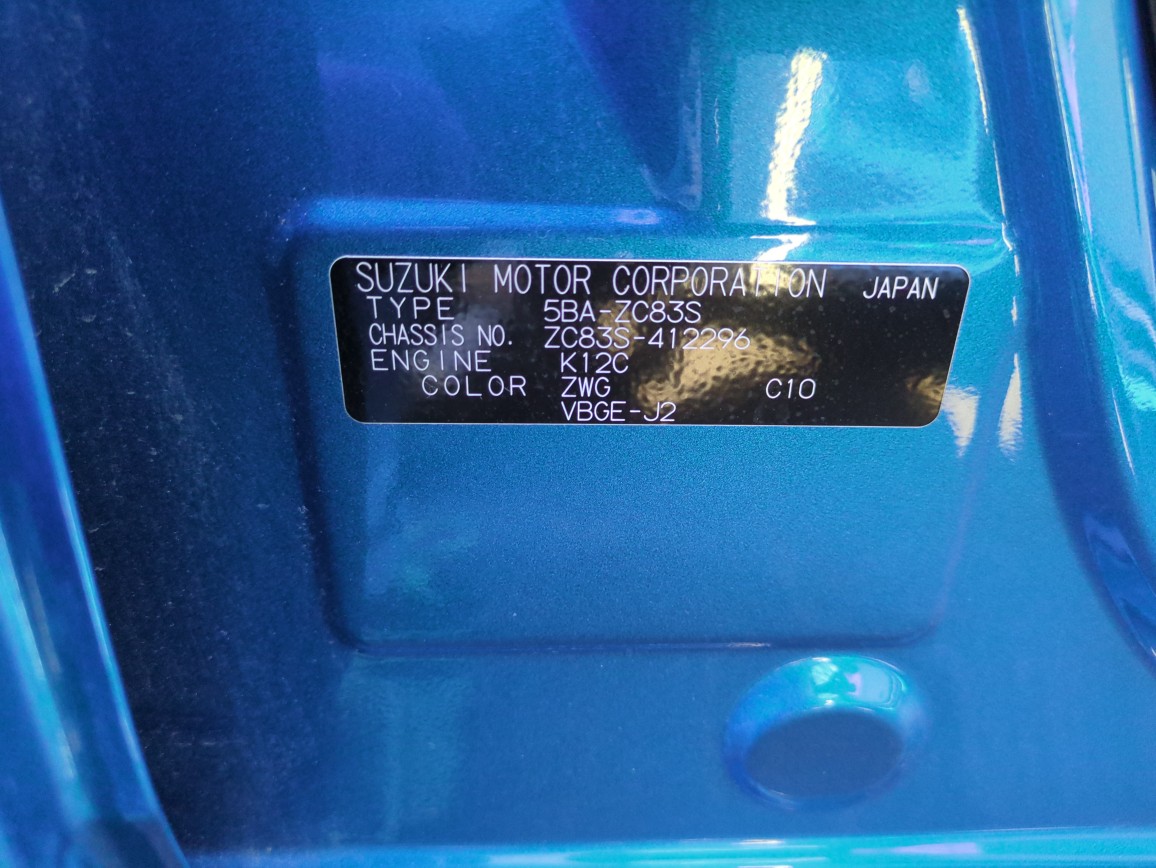 SUZUKI MOTOR CORPORATION JAPAN
TYPE 5BA-ZC83S
CHASSIS NO. ZC83S-412296
ENGINE K12C
COLOR ZWG C10
VBGE-J2